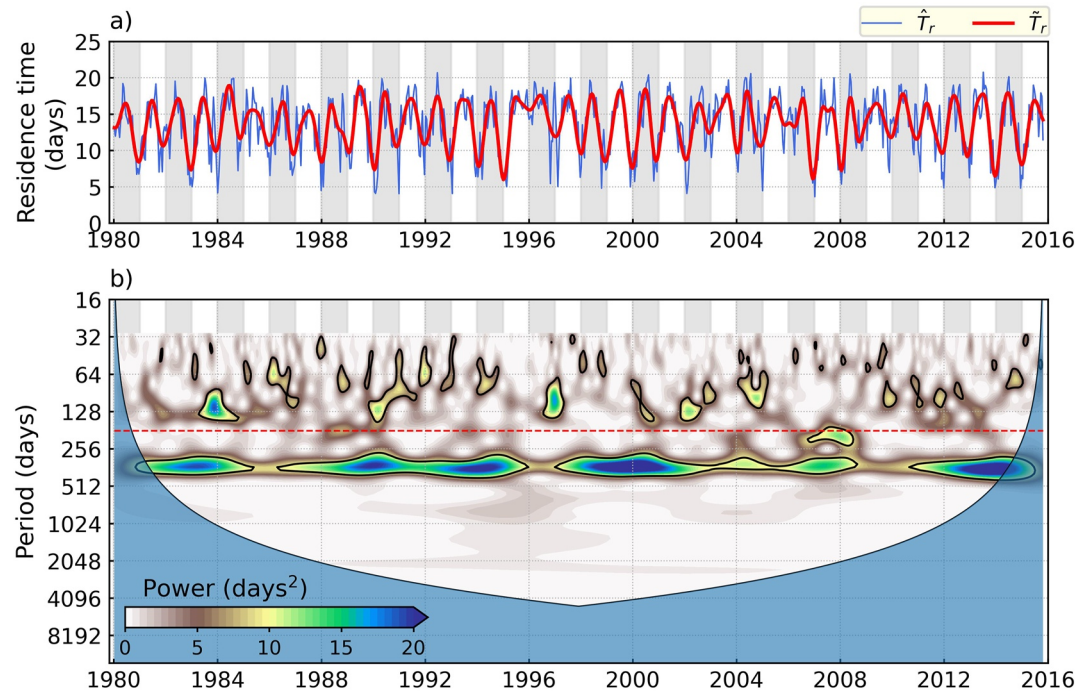 a)
T̂ᵣ T̃ᵣ
Residence time
(days)
25
20
15
10
5
0
1980 1984 1988 1992 1996 2000 2004 2008 2012 2016
b)
Period (days)
16
32
64
128
256
512
1024
2048
4096
8192
Power (days²)
0 5 10 15 20
1980 1984 1988 1992 1996 2000 2004 2008 2012 2016